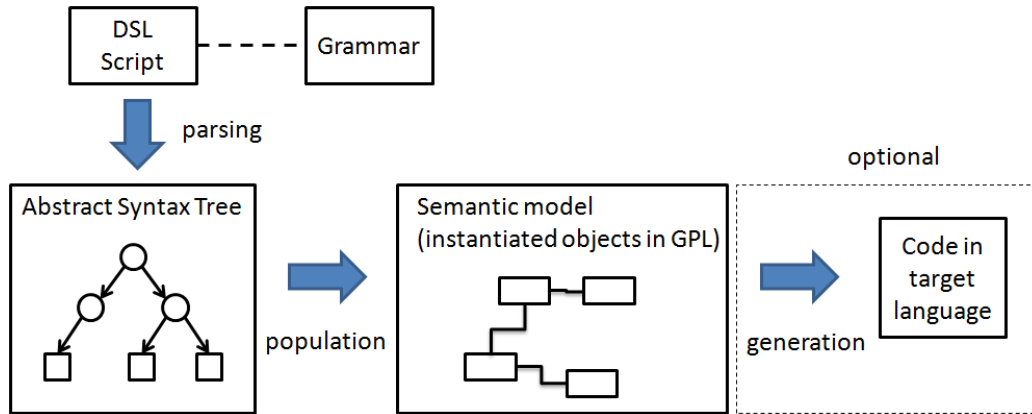 DSL
Script
Grammar
parsing
optional
Abstract Syntax Tree
Semantic model
(instantiated objects in GPL)
Code in
target
language
population
generation